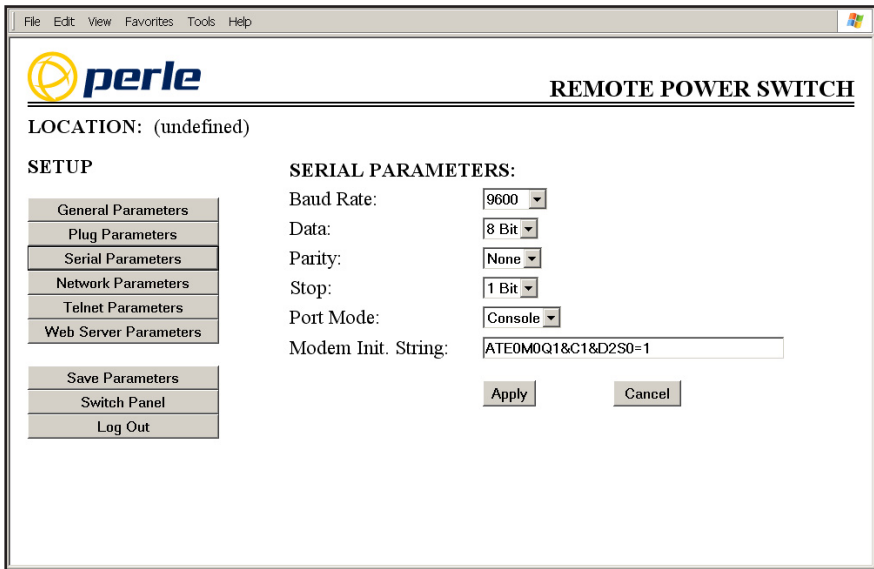 File Edit View Favorites Tools Help
perle
REMOTE POWER SWITCH
LOCATION: (undefined)
SETUP
General Parameters
Plug Parameters
Serial Parameters
Network Parameters
Telnet Parameters
Web Server Parameters
Save Parameters
Switch Panel
Log Out
SERIAL PARAMETERS:
Baud Rate: 9600
Data: 8 Bit
Parity: None
Stop: 1 Bit
Port Mode: Console
Modem Init. String: ATE0M0Q1&C1&D2S0=1
Apply Cancel